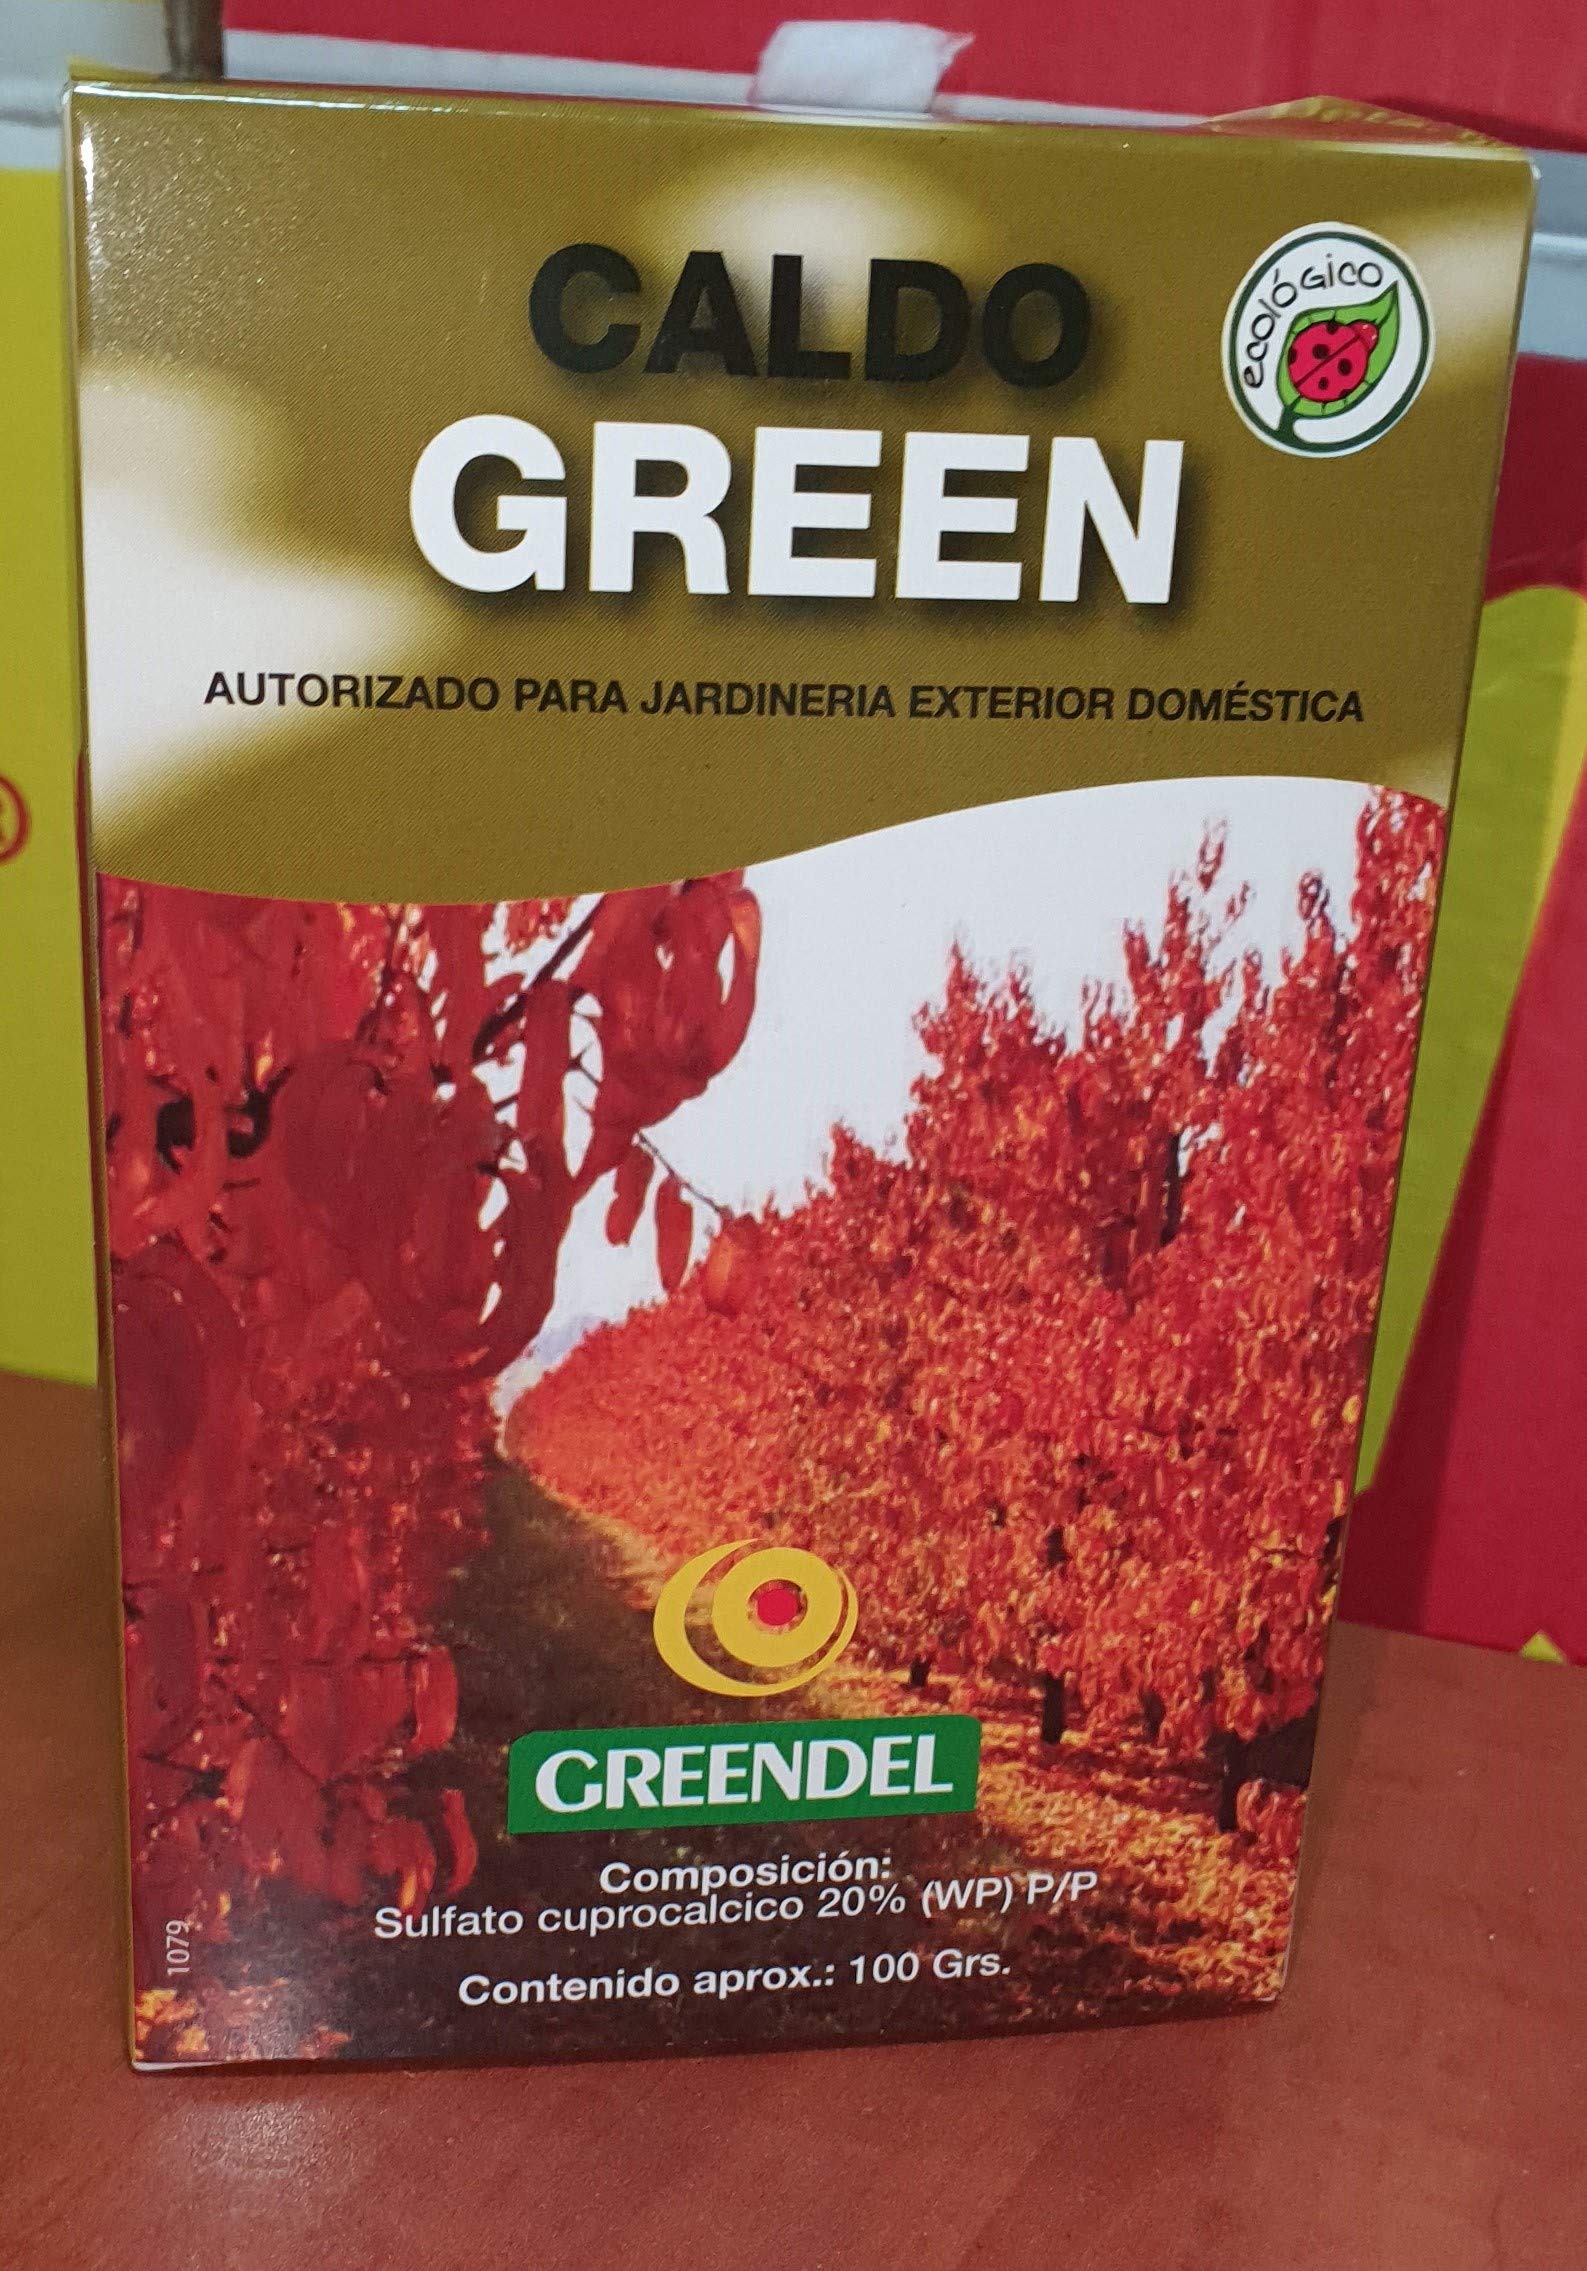 CALDO
ecológico
GREEN
AUTORIZADO PARA JARDINERIA EXTERIOR DOMÉSTICA
GREENDEL
Composición:
Sulfato cuprocalcico 20% (WP) P/P
Contenido aprox.: 100 Grs.
1079
®